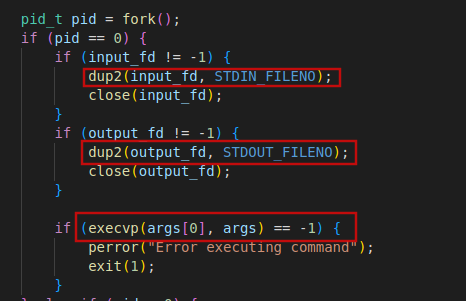 pid_t pid = fork();
if (pid == 0) {
if (input_fd != -1) {
dup2(input_fd, STDIN_FILENO);
close(input_fd);
}
if (output_fd != -1) {
dup2(output_fd, STDOUT_FILENO);
close(output_fd);
}
if (execvp(args[0], args) == -1) {
perror("Error executing command");
exit(1);
}